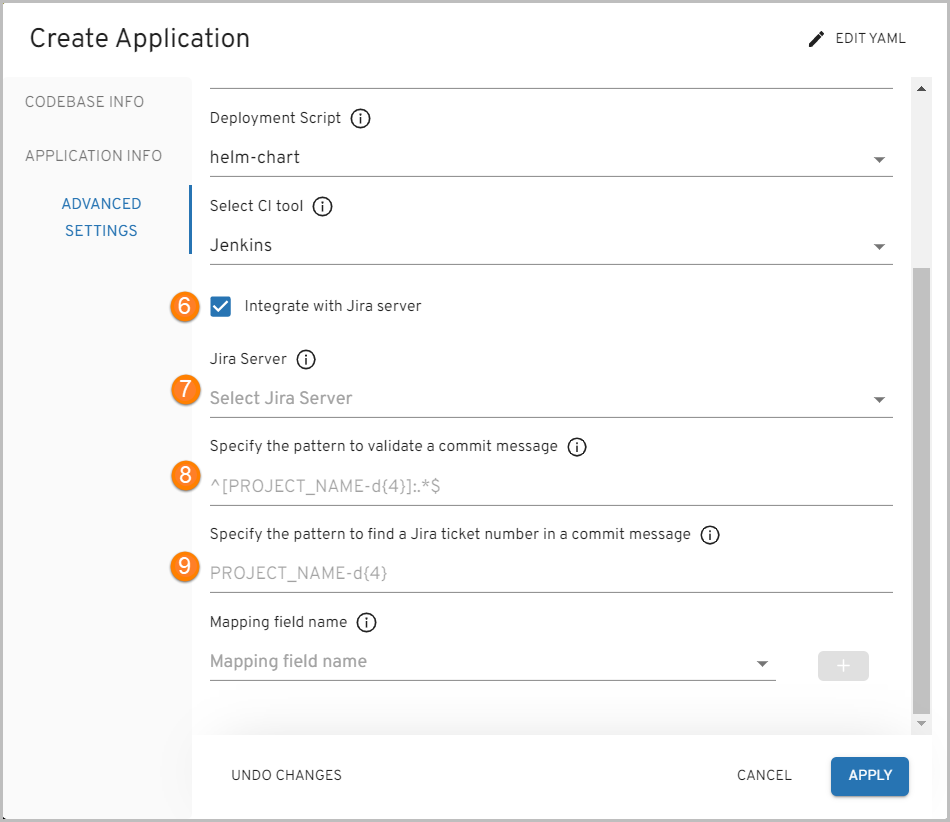 Create Application
EDIT YAML
CODEBASE INFO
APPLICATION INFO
ADVANCED
SETTINGS
Deployment Script
helm-chart
Select CI tool
Jenkins
6 Integrate with Jira server
Jira Server
7 Select Jira Server
Specify the pattern to validate a commit message
8 ^[PROJECT_NAME-d{4}]:.*$
Specify the pattern to find a Jira ticket number in a commit message
9 PROJECT_NAME-d{4}
Mapping field name
Mapping field name
+
UNDO CHANGES
CANCEL
APPLY